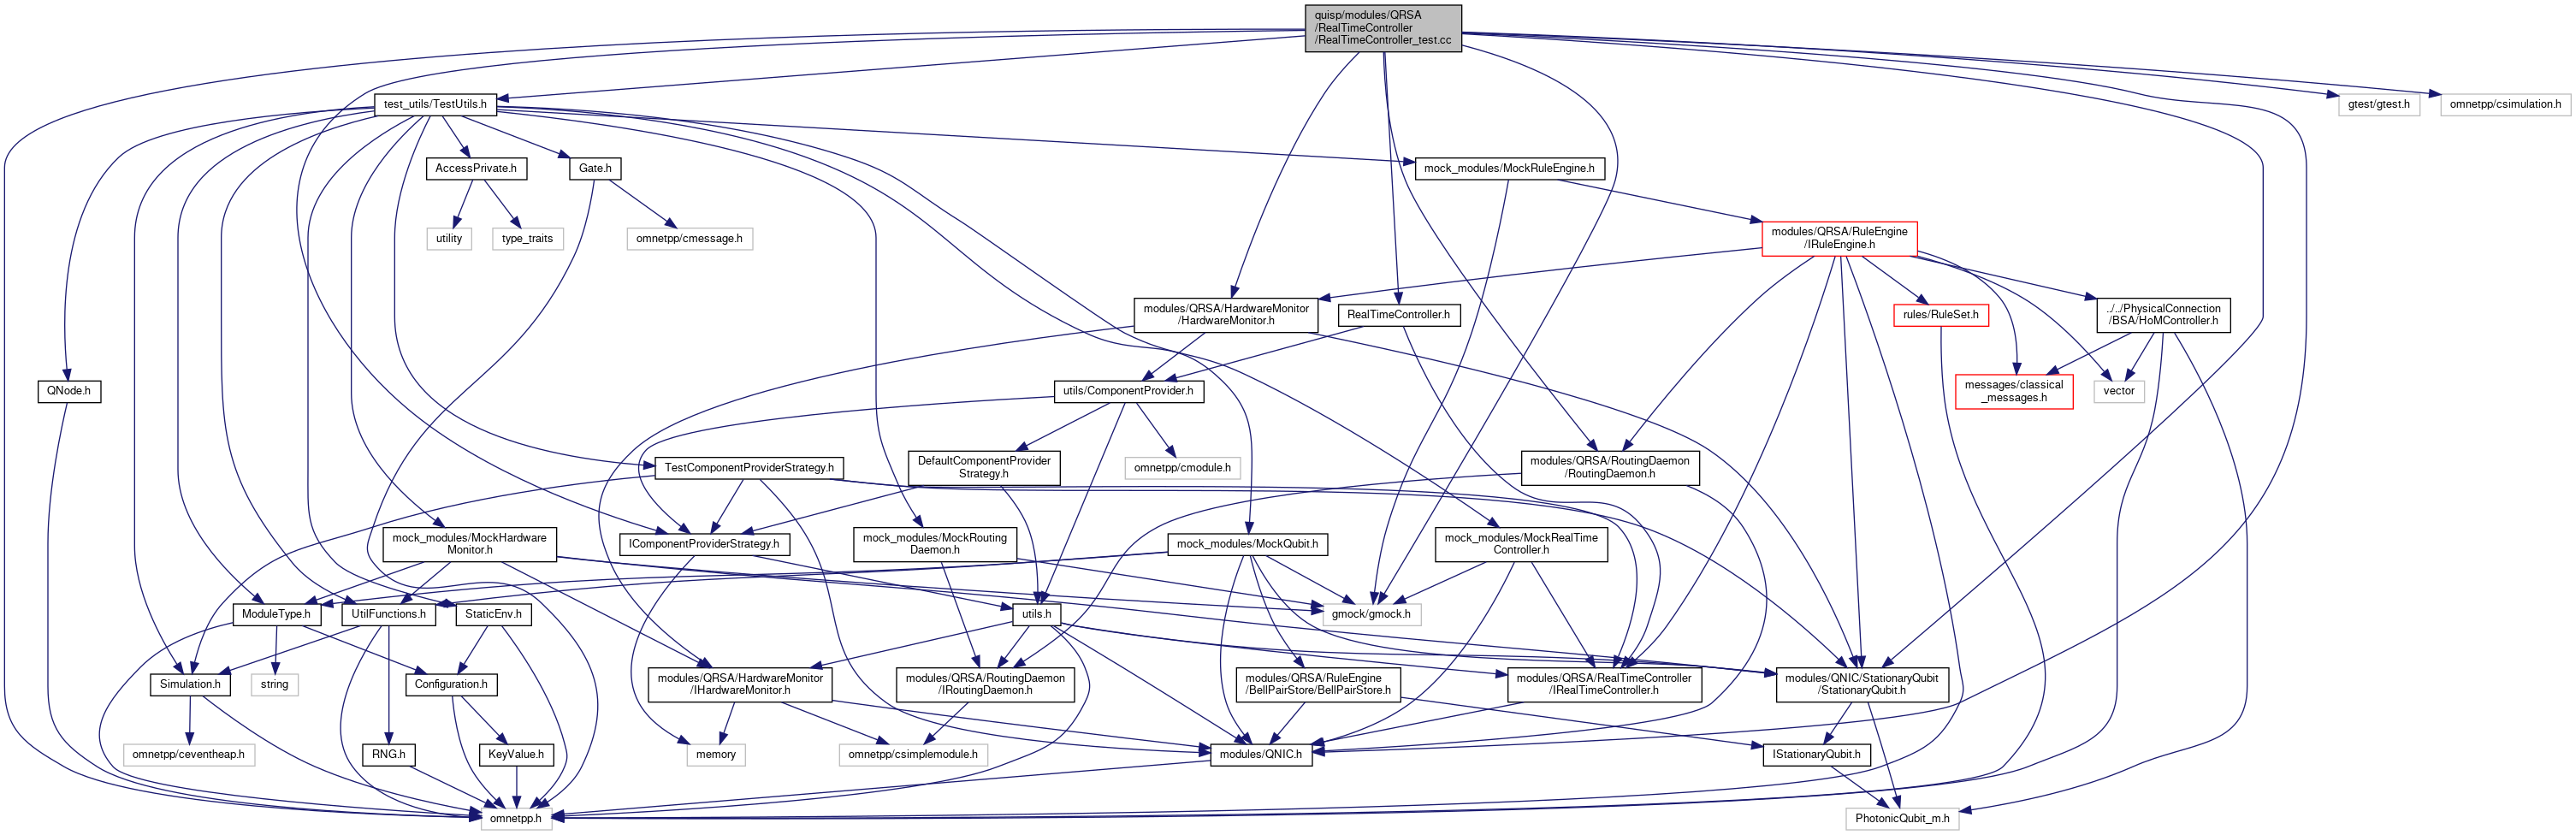 quisp/modules/QRSA
/RealTimeController
/RealTimeController_test.cc
test_utils/TestUtils.h
gtest/gtest.h
omnetpp/csimulation.h
AccessPrivate.h
Gate.h
mock_modules/MockRuleEngine.h
utility
type_traits
omnetpp/cmessage.h
modules/QRSA/RuleEngine
/IRuleEngine.h
modules/QRSA/HardwareMonitor
/HardwareMonitor.h
RealTimeController.h
rules/RuleSet.h
../../PhysicalConnection
/BSA/HoMController.h
QNode.h
utils/ComponentProvider.h
messages/classical
_messages.h
vector
TestComponentProviderStrategy.h
DefaultComponentProvider
Strategy.h
omnetpp/cmodule.h
modules/QRSA/RoutingDaemon
/RoutingDaemon.h
mock_modules/MockHardware
Monitor.h
IComponentProviderStrategy.h
mock_modules/MockRouting
Daemon.h
mock_modules/MockQubit.h
mock_modules/MockRealTime
Controller.h
ModuleType.h
UtilFunctions.h
StaticEnv.h
utils.h
gmock/gmock.h
Simulation.h
string
Configuration.h
modules/QRSA/HardwareMonitor
/IHardwareMonitor.h
modules/QRSA/RoutingDaemon
/IRoutingDaemon.h
modules/QRSA/RuleEngine
/BellPairStore/BellPairStore.h
modules/QRSA/RealTimeController
/IRealTimeController.h
modules/QNIC/StationaryQubit
/StationaryQubit.h
omnetpp/ceventheap.h
RNG.h
KeyValue.h
memory
omnetpp/csimplemodule.h
modules/QNIC.h
IStationaryQubit.h
omnetpp.h
PhotonicQubit_m.h